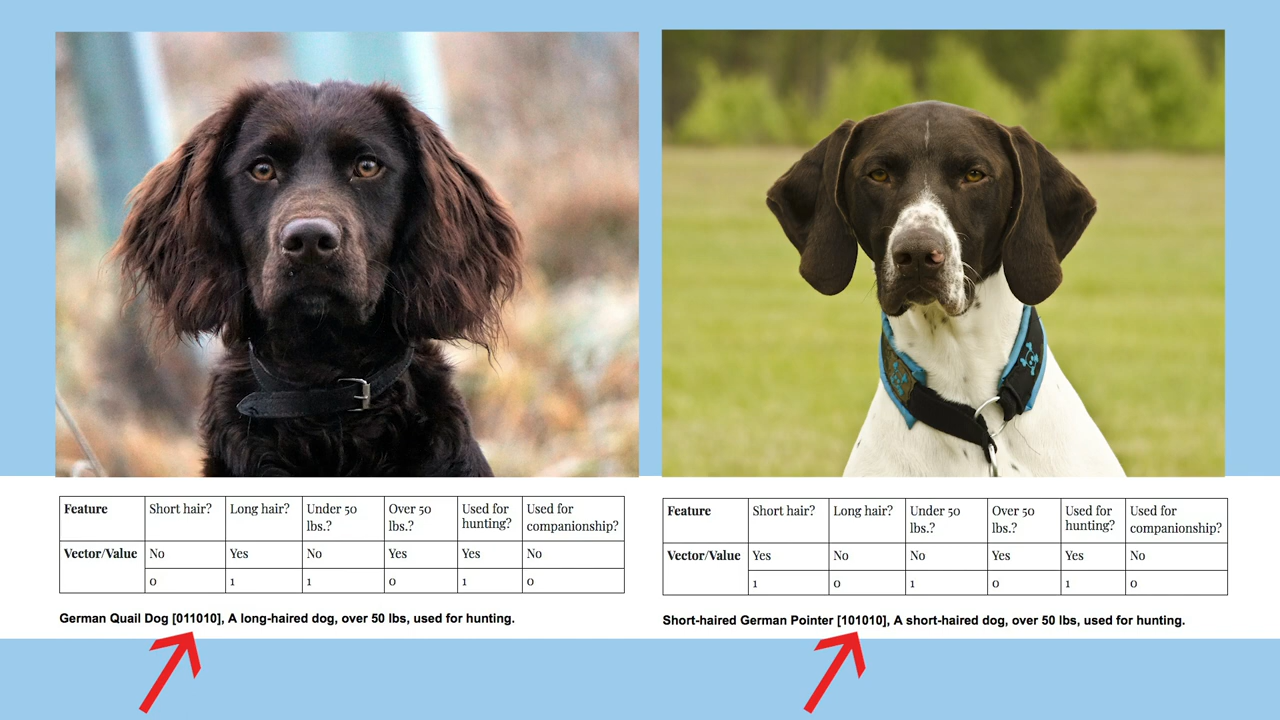 Feature Short hair? Long hair? Under 50 lbs.? Over 50 lbs.? Used for hunting? Used for companionship?
Vector/Value No Yes No Yes Yes No
0 1 1 0 1 0
German Quail Dog [011010], A long-haired dog, over 50 lbs, used for hunting.
Feature Short hair? Long hair? Under 50 lbs.? Over 50 lbs.? Used for hunting? Used for companionship?
Vector/Value Yes No No Yes Yes No
1 0 1 0 1 0
Short-haired German Pointer [101010], A short-haired dog, over 50 lbs, used for hunting.